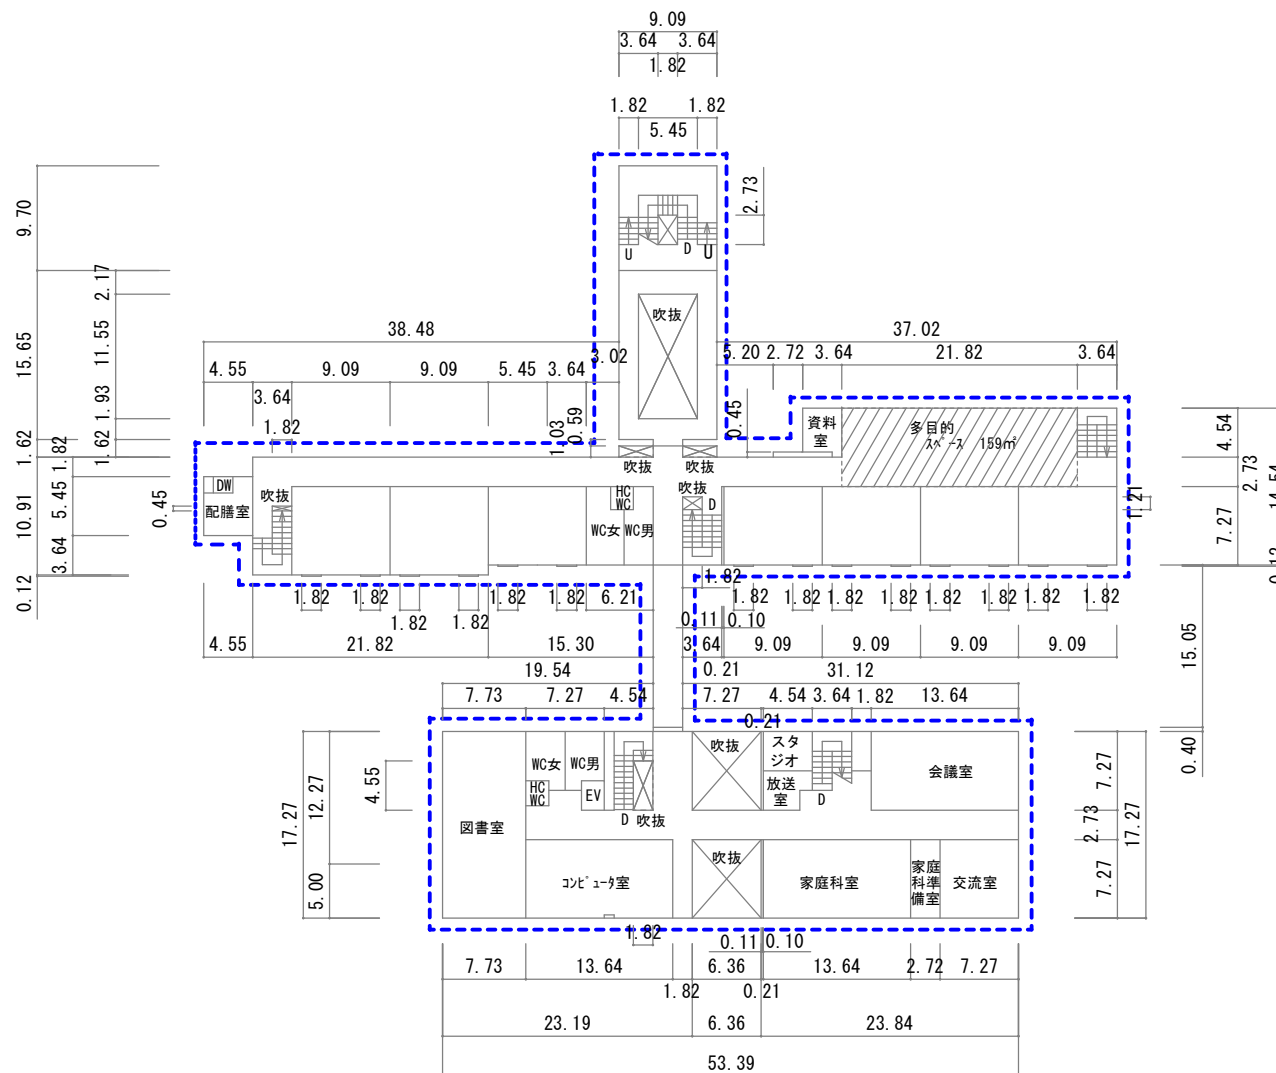 9.09
3.64 3.64
1.82
1.82 1.82
5.45
9.70
2.73
U D U
2.17
吹抜
38.48 37.02
15.65
11.55
3.02
5.20 2.72 3.64 21.82 3.64
4.55 9.09 9.09 5.45 3.64
3.64
1.93
0.59
0.45
1.82
1.03
資料
室
多目的
スペース 159㎡
4.54
1.62
1.82
1.62
吹抜 吹抜
2.73
14.54
DW
吹抜
HC
WC
吹抜
D
1.21
0.45
配膳室
10.91
5.45
WC女 WC男
7.27
3.64
0.12
0.12
1.82
1.82 1.82 1.82 1.82 6.21 1.82 1.82 1.82 1.82 1.82 1.82 1.82 1.82
1.82 1.82
0.11 0.10
4.55 21.82 15.30 3.64 9.09 9.09 9.09 9.09
15.05
19.54 0.21 31.12
7.73 7.27 4.54 7.27 4.54 3.64 1.82 13.64
0.21
吹抜
スタ
ジオ
0.40
WC女 WC男
会議室
7.27
4.55
放送
室
D
HC
WC
EV
12.27
17.27
D 吹抜
図書室
2.73
17.27
吹抜
コンピュータ室
家庭科室
家庭
科準
備室
交流室
7.27
5.00
1.82
0.11 0.10
7.73 13.64 6.36 13.64 2.72 7.27
1.82 0.21
23.19 6.36 23.84
53.39